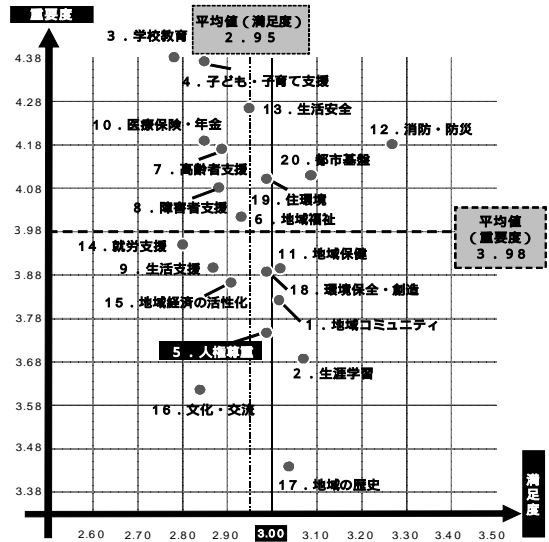 重要度
平均値（満足度）
２．９５
３．学校教育
4.38
４．子ども・子育て支援
4.28
１３．生活安全
１０．医療保険・年金
１２．消防・防災
4.18
２０．都市基盤
７．高齢者支援
4.08
１９．住環境
８．障害者支援
６．地域福祉
平均値
（重要度）
３．９８
3.98
１４．就労支援
１１．地域保健
９．生活支援
3.88
１８．環境保全・創造
１５．地域経済の活性化
3.78
１．地域コミュニティ
５．人権尊重
3.68
２．生涯学習
3.58
１６．文化・交流
3.48
１７．地域の歴史
3.38
満足度
2.60 2.70 2.80 2.90 3.00 3.10 3.20 3.30 3.40 3.50